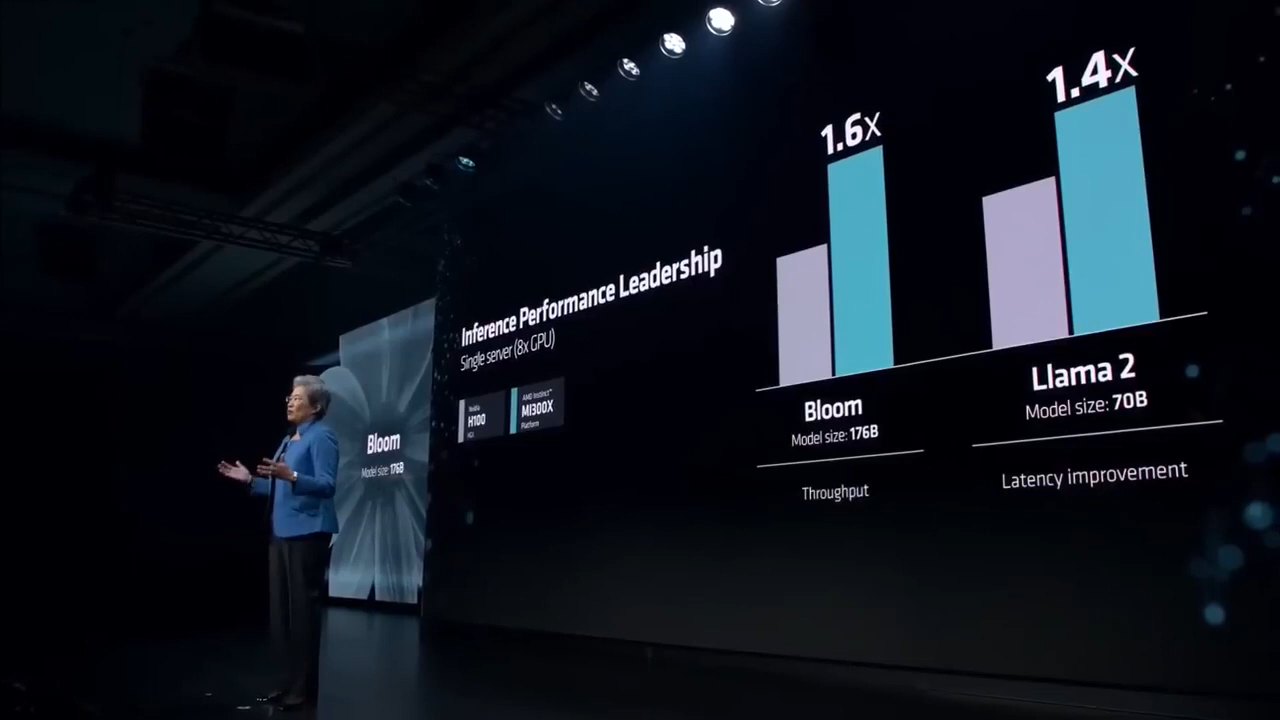 Inference Performance Leadership
Single server (8x GPU)
Nvidia
H100
HGX
AMD Instinct™
MI300X
Platform
1.6X
Bloom
Model size: 176B
Throughput
1.4X
Llama 2
Model size: 70B
Latency improvement
Bloom
Model size: 176B